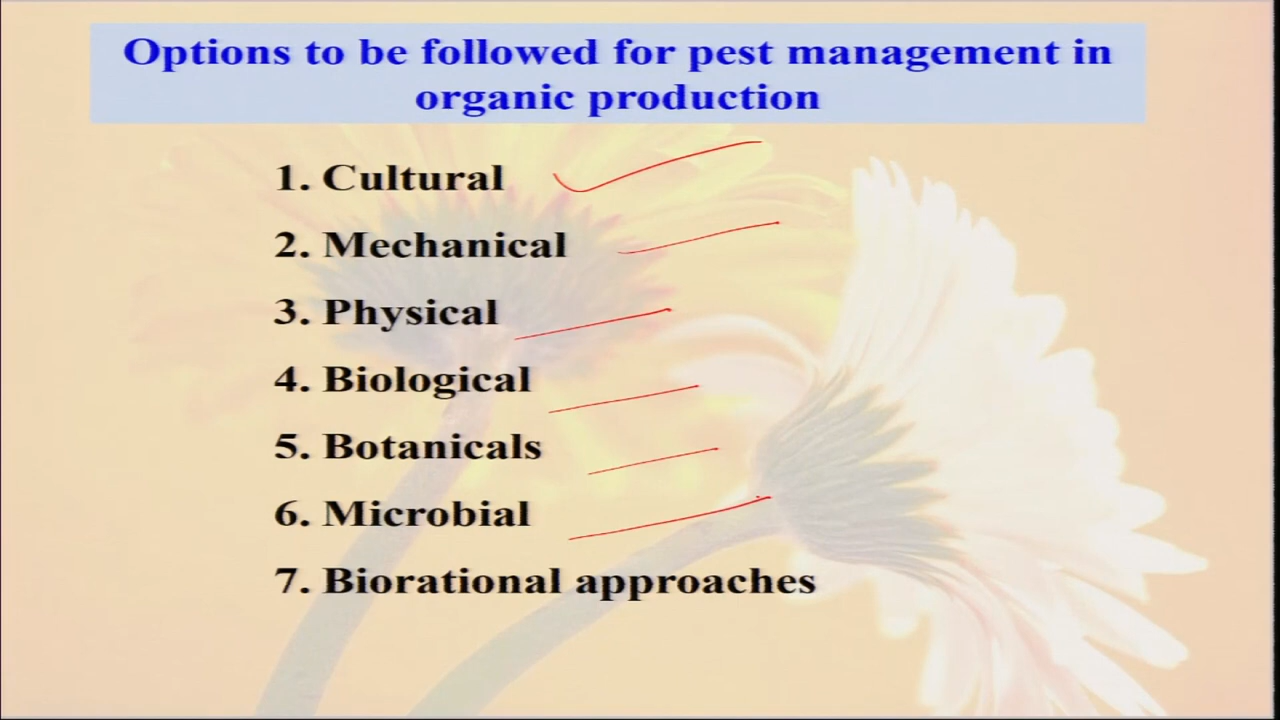 Options to be followed for pest management in
organic production
1. Cultural
2. Mechanical
3. Physical
4. Biological
5. Botanicals
6. Microbial
7. Biorational approaches